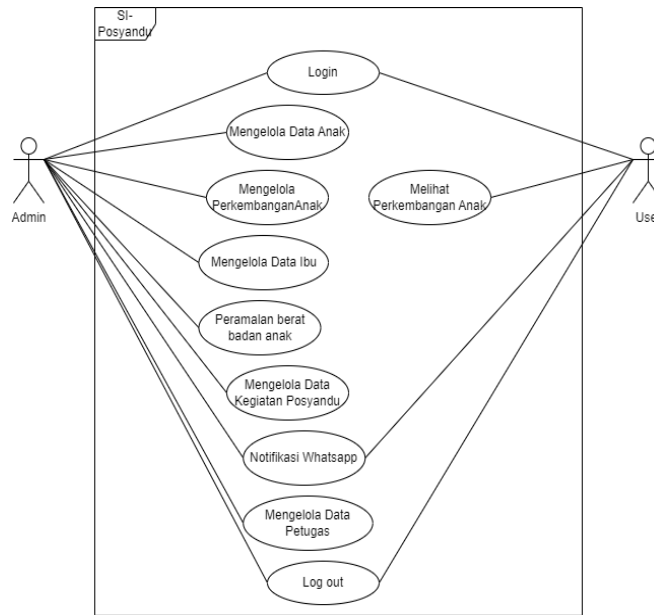 SI-
Posyandu
Login
Mengelola Data Anak
Mengelola
PerkembanganAnak
Melihat
Perkembangan Anak
Admin
Use
Mengelola Data Ibu
Peramalan berat
badan anak
Mengelola Data
Kegiatan Posyandu
Notifikasi Whatsapp
Mengelola Data
Petugas
Log out